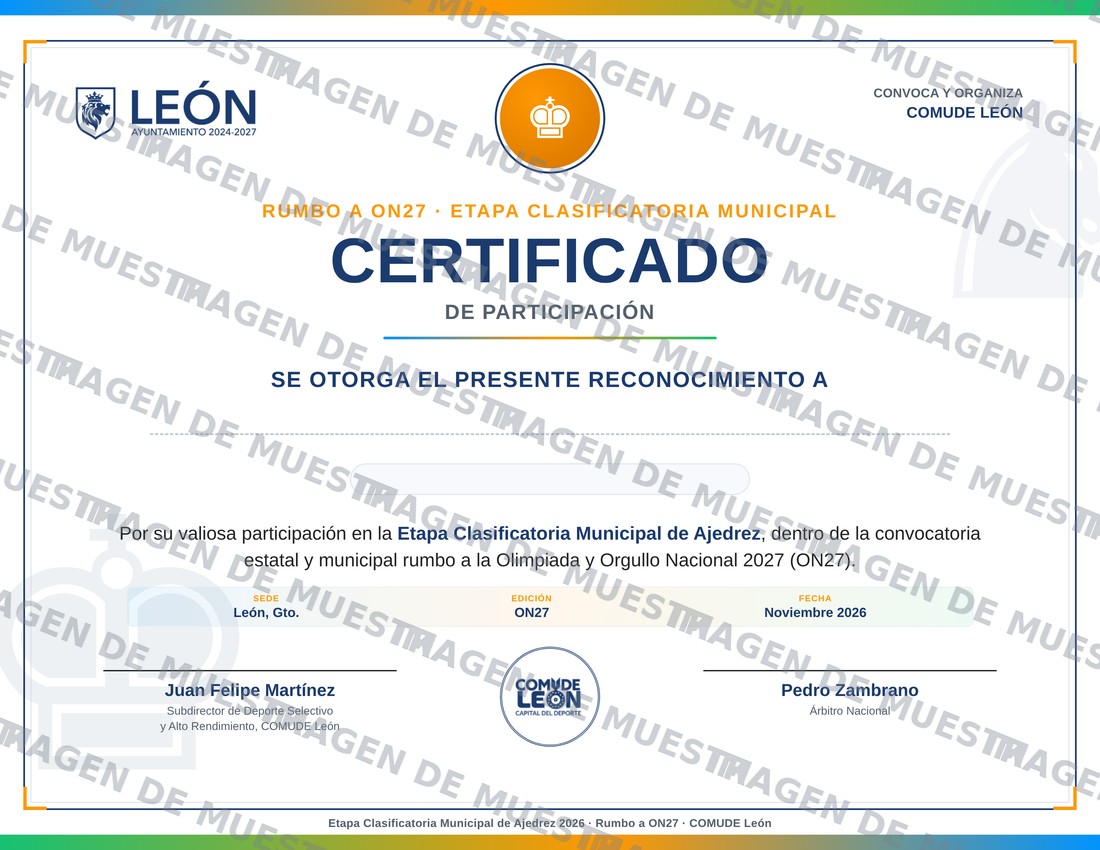 LEÓN
AYUNTAMIENTO 2024-2027
CONVOCA Y ORGANIZA
COMUDE LEÓN
RUMBO A ON27 · ETAPA CLASIFICATORIA MUNICIPAL
CERTIFICADO
DE PARTICIPACIÓN
SE OTORGA EL PRESENTE RECONOCIMIENTO A
Por su valiosa participación en la Etapa Clasificatoria Municipal de Ajedrez, dentro de la convocatoria
estatal y municipal rumbo a la Olimpiada y Orgullo Nacional 2027 (ON27).
SEDE
León, Gto.
EDICIÓN
ON27
FECHA
Noviembre 2026
Juan Felipe Martínez
Subdirector de Deporte Selectivo
y Alto Rendimiento, COMUDE León
COMUDE
LEÓN
CAPITAL DEL DEPORTE
Pedro Zambrano
Árbitro Nacional
Etapa Clasificatoria Municipal de Ajedrez 2026 · Rumbo a ON27 · COMUDE León
IMAGEN DE MUESTRA